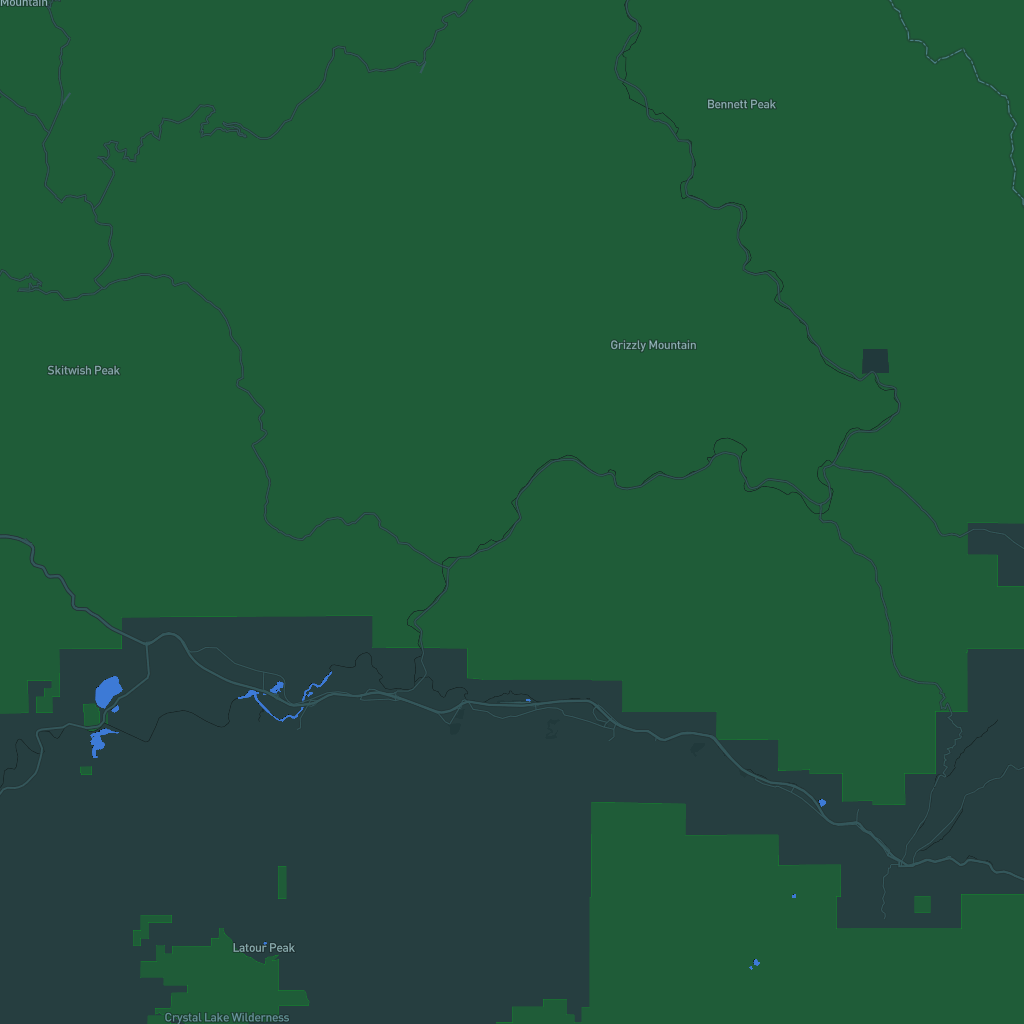 Mountain
Bennett Peak
Grizzly Mountain
Skitwish Peak
Latour Peak
Crystal Lake Wilderness